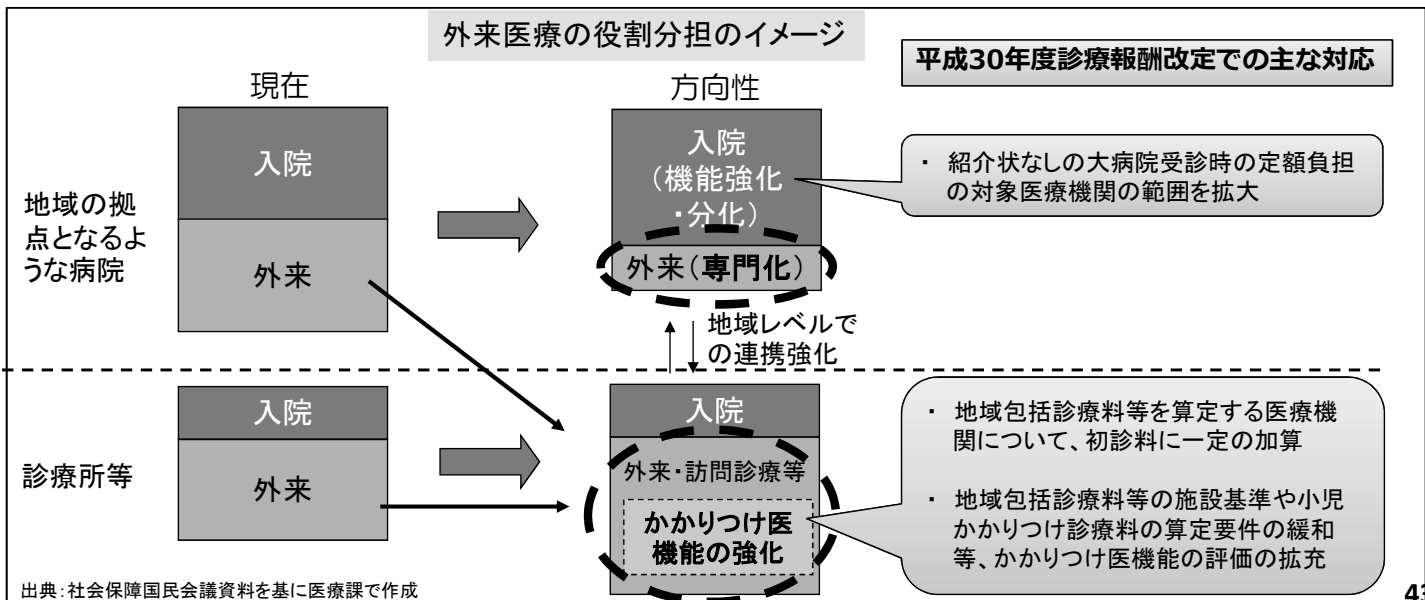 外来医療の役割分担のイメージ
平成30年度診療報酬改定での主な対応
現在
方向性
地域の拠
点となるよ
うな病院
入院
外来
入院
(機能強化
・分化)
外来(専門化)
・ 紹介状なしの大病院受診時の定額負担
の対象医療機関の範囲を拡大
地域レベルで
の連携強化
診療所等
入院
外来
入院
外来・訪問診療等
かかりつけ医
機能の強化
・ 地域包括診療料等を算定する医療機
関について、初診料に一定の加算
・ 地域包括診療料等の施設基準や小児
かかりつけ診療料の算定要件の緩和
等、かかりつけ医機能の評価の拡充
出典:社会保障国民会議資料を基に医療課で作成
43